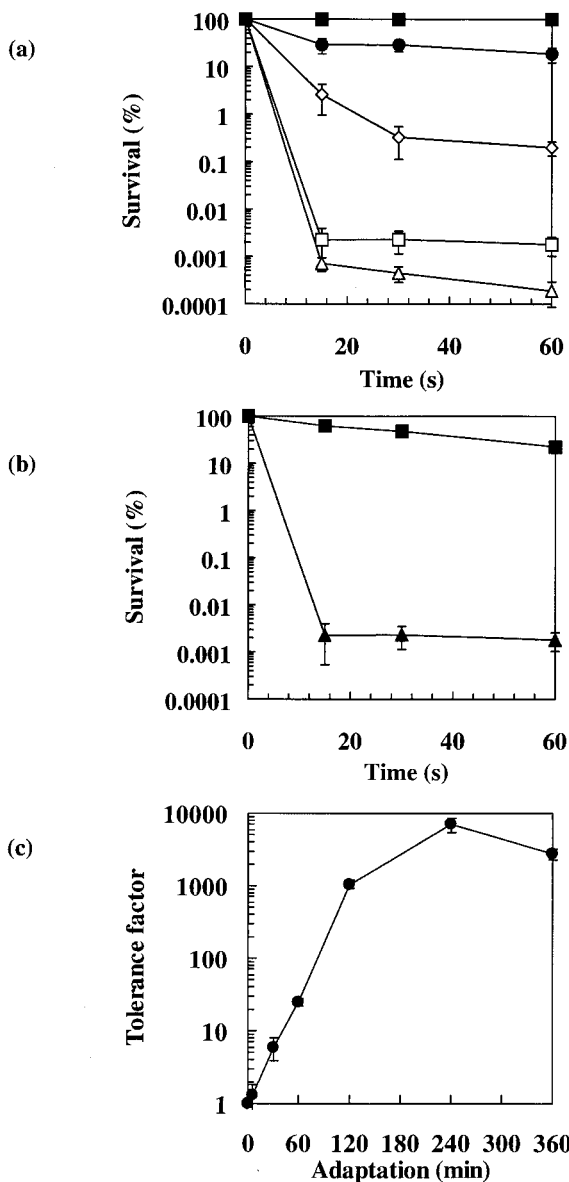 (a)
Survival (%)
100
10
1
0.1
0.01
0.001
0.0001
0 20 40 60
Time (s)
(b)
Survival (%)
100
10
1
0.1
0.01
0.001
0.0001
0 20 40 60
Time (s)
(c)
Tolerance factor
10000
1000
100
10
1
0 60 120 180 240 300 360
Adaptation (min)